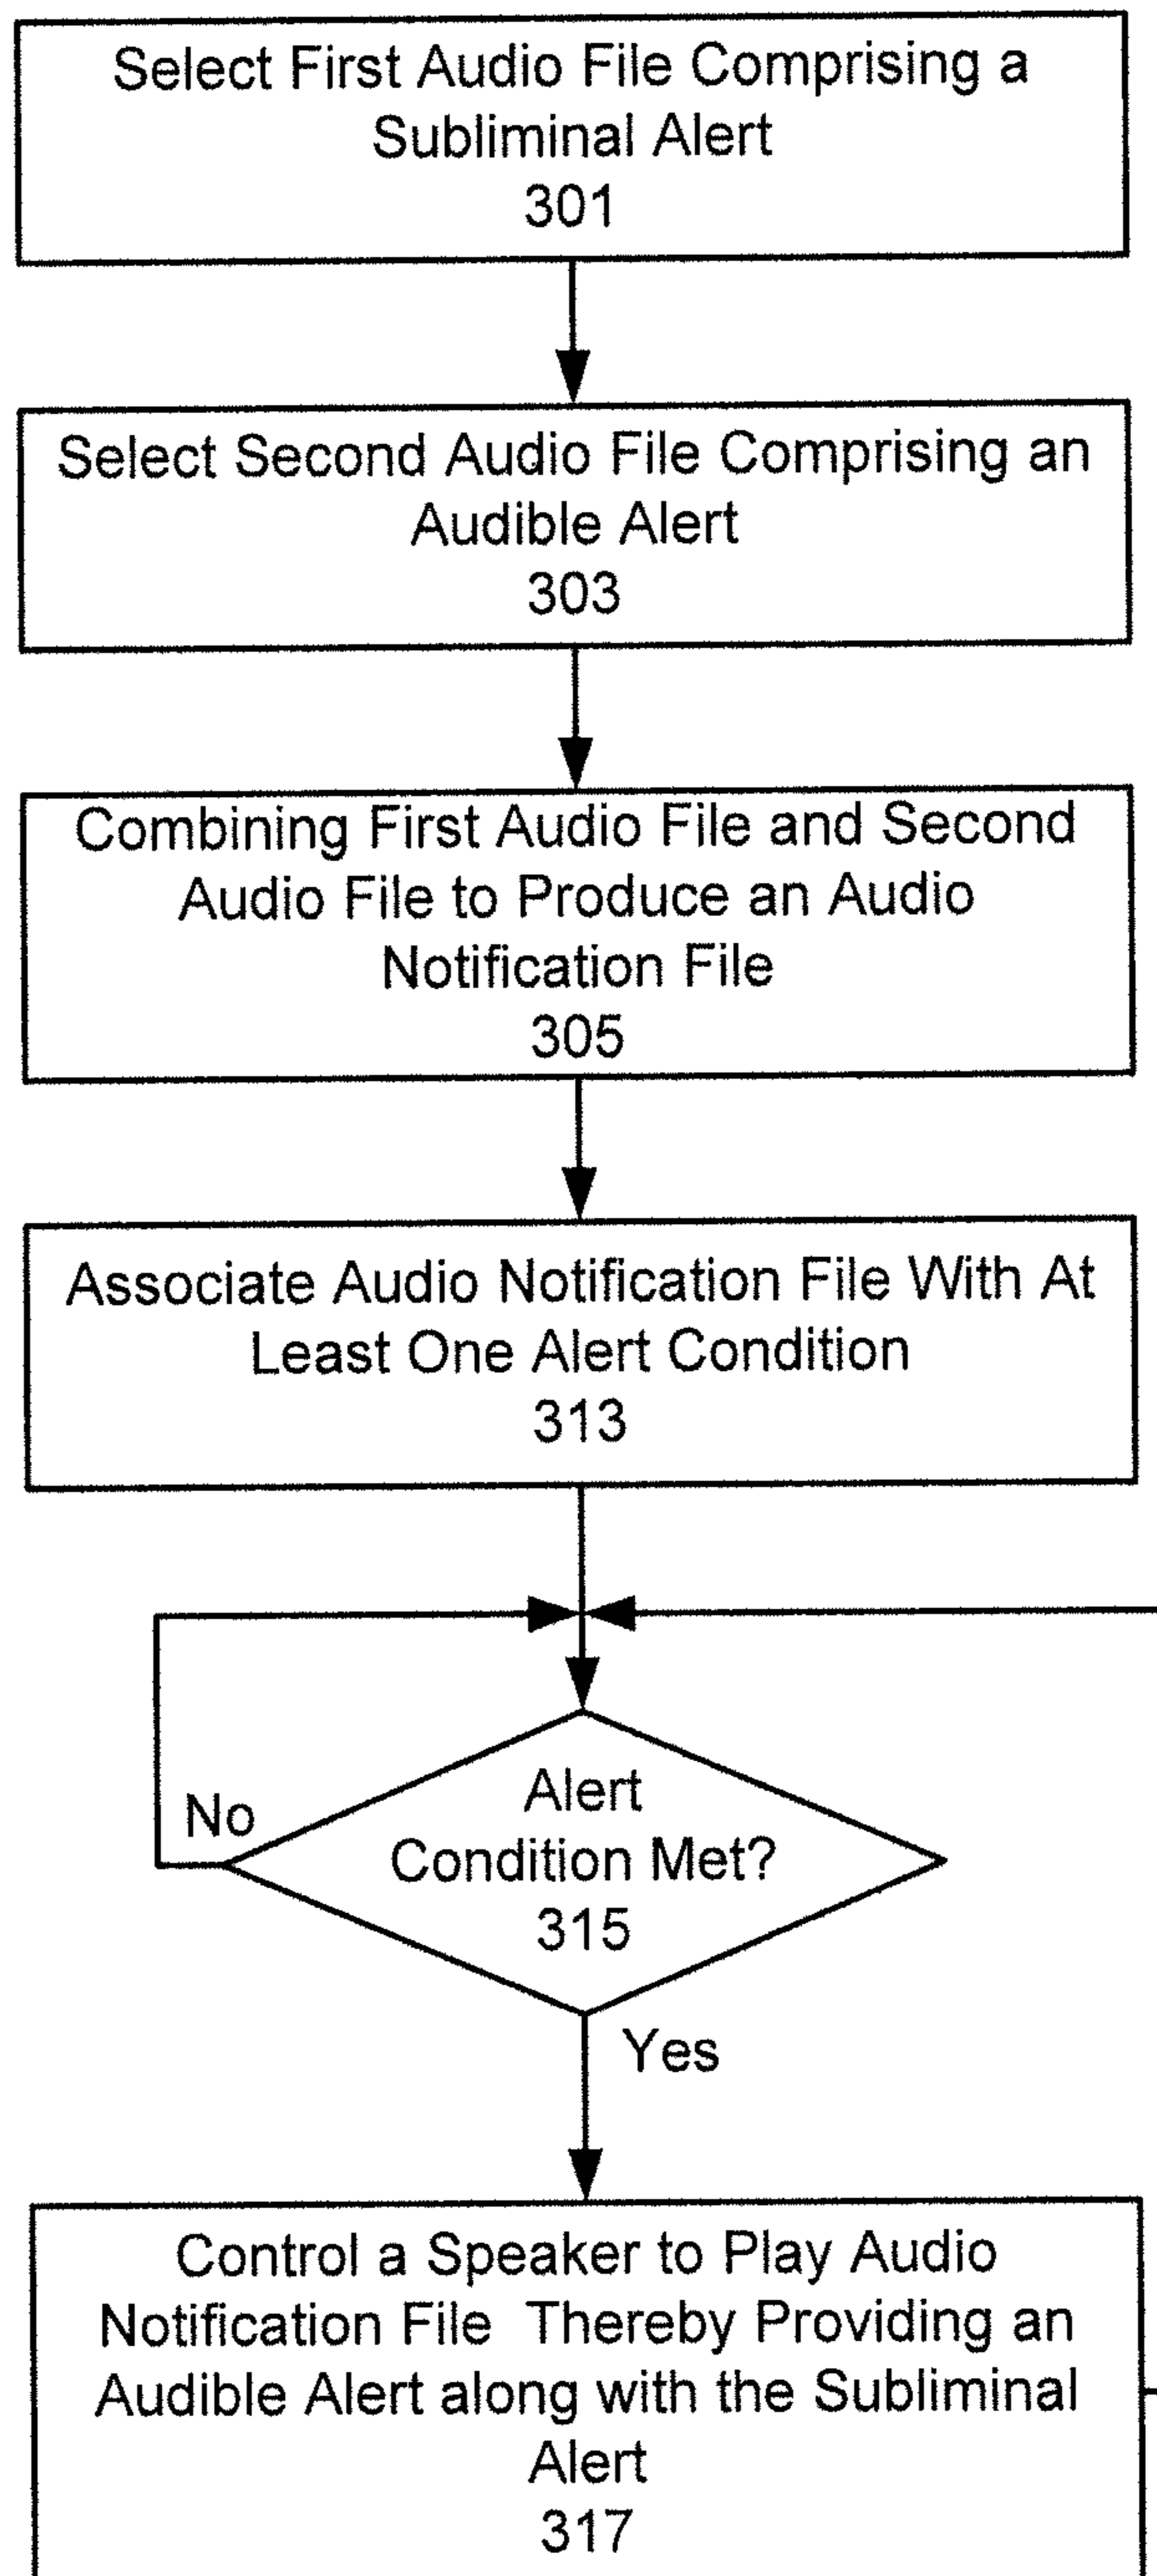 Select First Audio File Comprising a
Subliminal Alert
301
Select Second Audio File Comprising an
Audible Alert
303
Combining First Audio File and Second
Audio File to Produce an Audio
Notification File
305
Associate Audio Notification File With At
Least One Alert Condition
313
No
Alert
Condition Met?
315
Yes
Control a Speaker to Play Audio
Notification File Thereby Providing an
Audible Alert along with the Subliminal
Alert
317